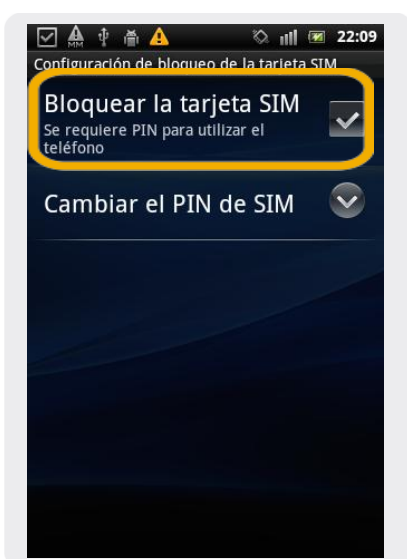 MM 22:09
Configuración de bloqueo de la tarjeta SIM
Bloquear la tarjeta SIM
Se requiere PIN para utilizar el
teléfono
Cambiar el PIN de SIM